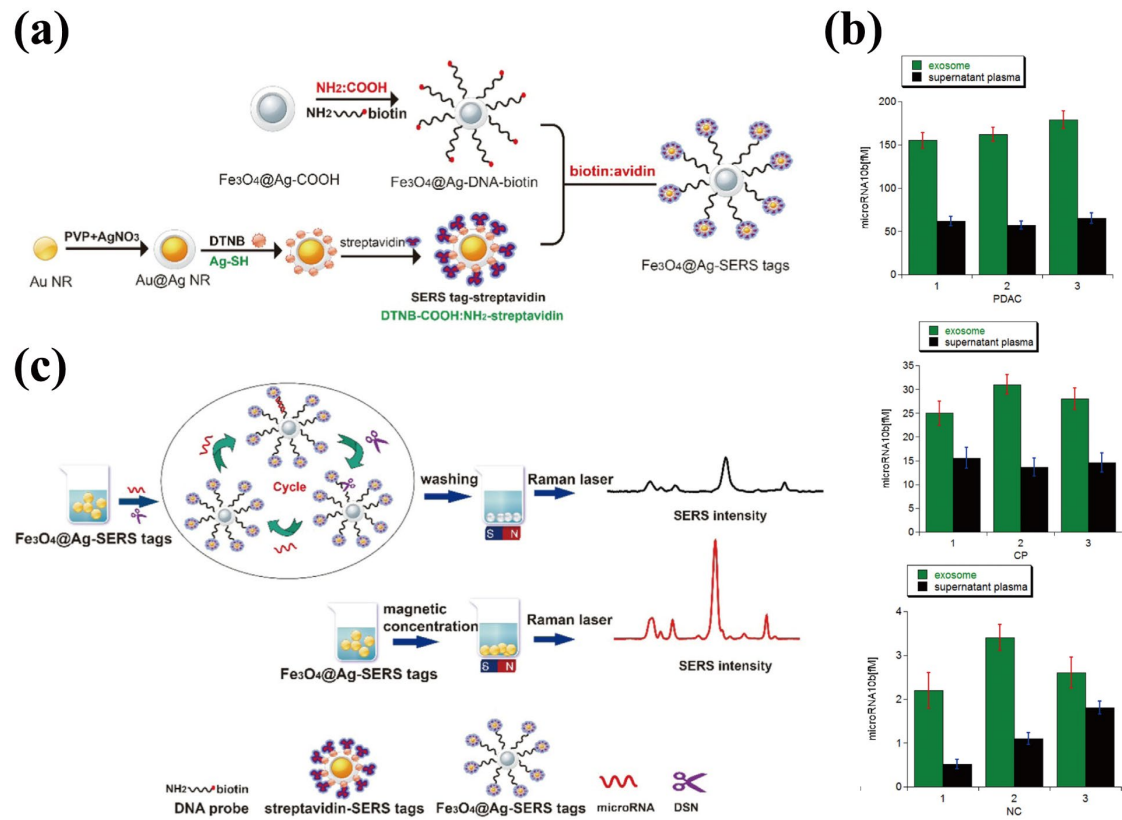 (a)
NH2:COOH
NH2 biotin
Fe3O4@Ag-COOH
Fe3O4@Ag-DNA-biotin
biotin:avidin
PVP+AgNO3
DTNB
Ag-SH
streptavidin
Au NR
Au@Ag NR
SERS tag-streptavidin
DTNB-COOH:NH2-streptavidin
Fe3O4@Ag-SERS tags
(b)
exosome
supernatant plasma
microRNA10b[fM]
200
150
100
50
0
1 2 3
PDAC
exosome
supernatant plasma
microRNA10b[fM]
35
30
25
20
15
10
5
0
1 2 3
CP
exosome
supernatant plasma
microRNA10b[fM]
4
3
2
1
0
1 2 3
NC
(c)
Cycle
Fe3O4@Ag-SERS tags
washing
S N
Raman laser
SERS intensity
Fe3O4@Ag-SERS tags
magnetic
concentration
S N
Raman laser
SERS intensity
NH2 biotin
DNA probe
streptavidin-SERS tags
Fe3O4@Ag-SERS tags
microRNA
DSN